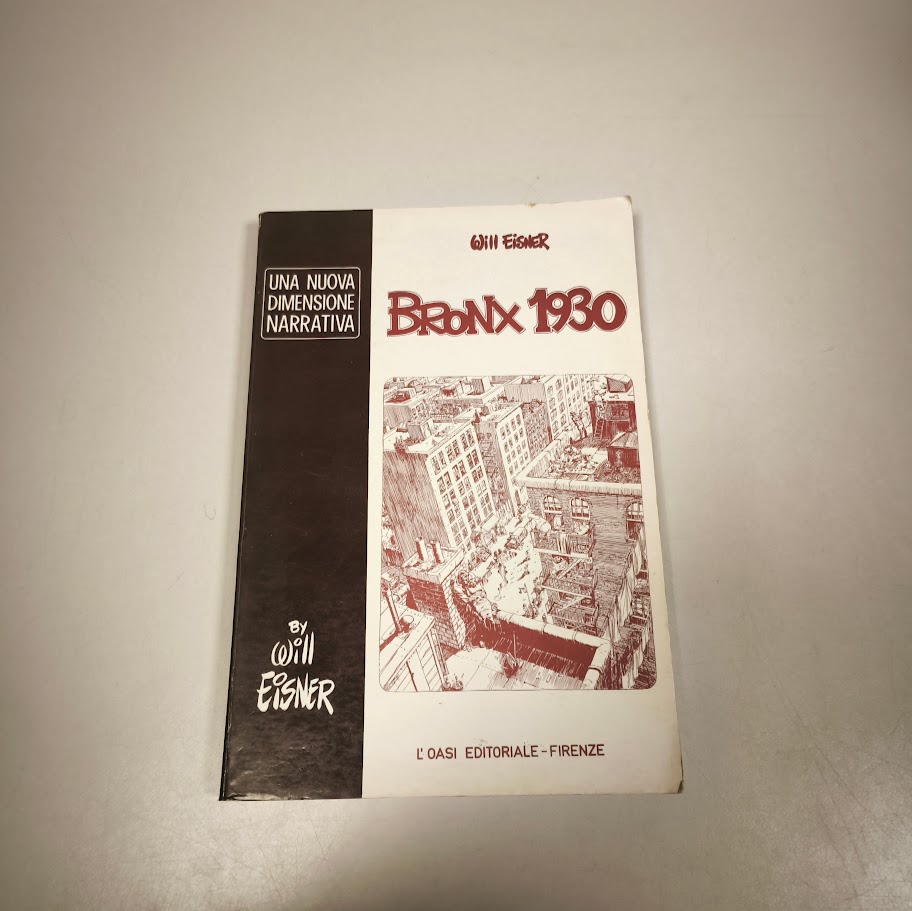 UNA NUOVA
DIMENSIONE
NARRATIVA
BY
Will
EiSNER
Will EiSNER
BRoNx 1930
L'OASI EDITORIALE-FIRENZE